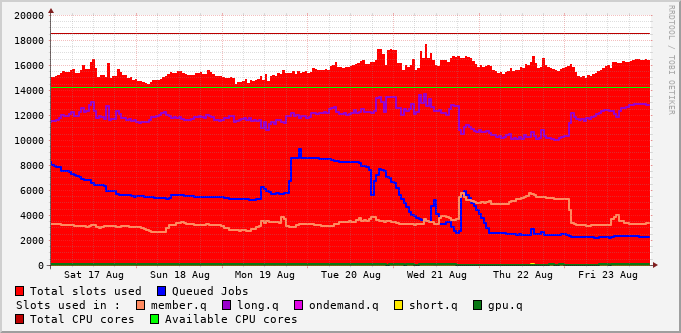 20000
18000
16000
14000
12000
10000
8000
6000
4000
2000
0
Sat 17 Aug Sun 18 Aug Mon 19 Aug Tue 20 Aug Wed 21 Aug Thu 22 Aug Fri 23 Aug
Total slots used Queued Jobs
Slots used in : member.q long.q ondemand.q short.q gpu.q
Total CPU cores Available CPU cores
RRDTOOL / TOBI OETIKER